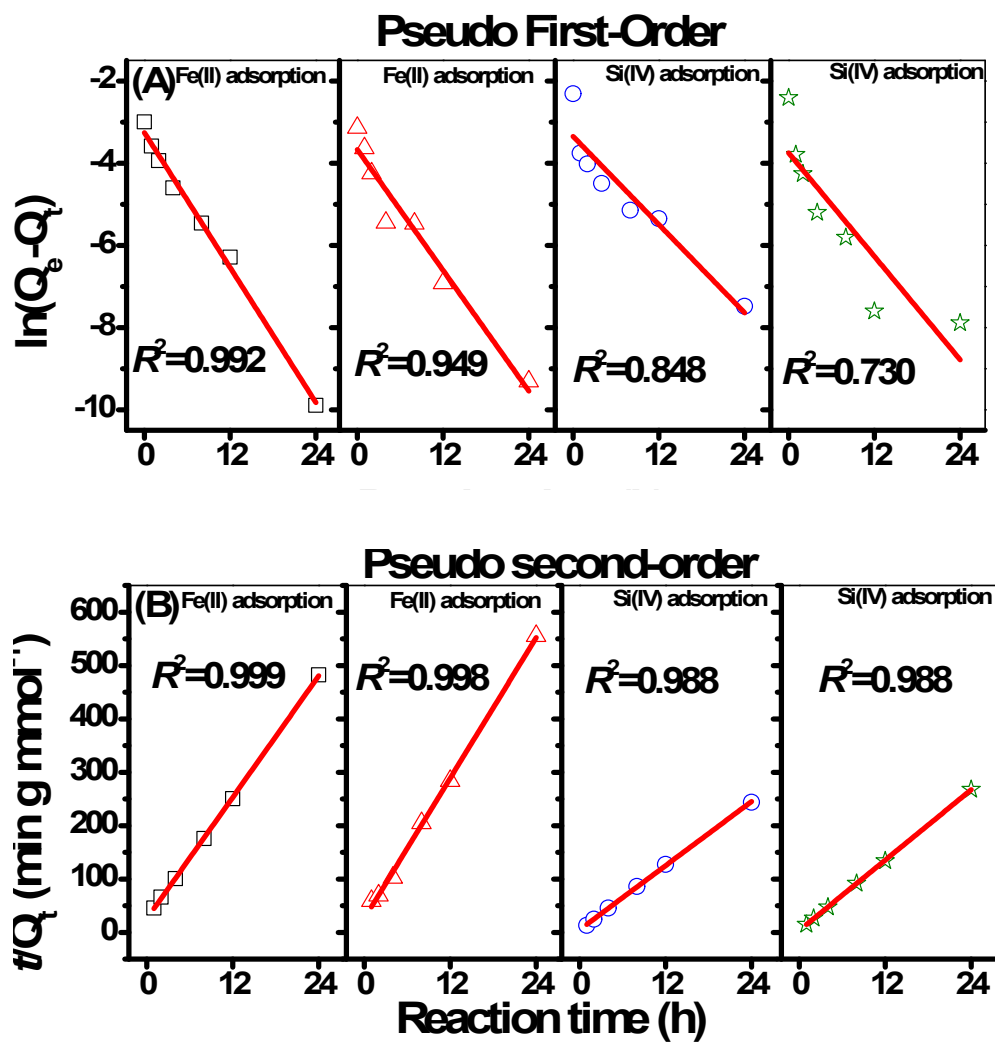 Pseudo First-Order
(A) Fe(II) adsorption Fe(II) adsorption Si(IV) adsorption Si(IV) adsorption
-2
-4
-6
-8
-10
ln(Qe-Qt)
R²=0.992 R²=0.949 R²=0.848 R²=0.730
0 12 24 0 12 24 0 12 24 0 12 24
Pseudo second-order
(B) Fe(II) adsorption Fe(II) adsorption Si(IV) adsorption Si(IV) adsorption
600
500
400
300
200
100
0
t/Qt (min g mmol⁻¹)
R²=0.999 R²=0.998 R²=0.988 R²=0.988
0 12 24 0 12 24 0 12 24 0 12 24
Reaction time (h)